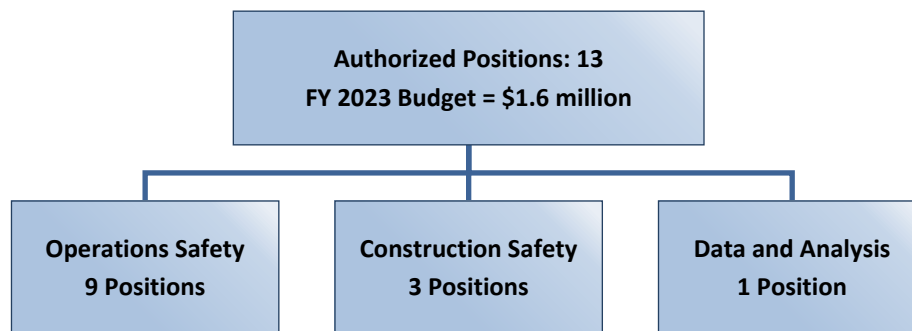 Authorized Positions: 13
FY 2023 Budget = $1.6 million
Operations Safety
9 Positions
Construction Safety
3 Positions
Data and Analysis
1 Position